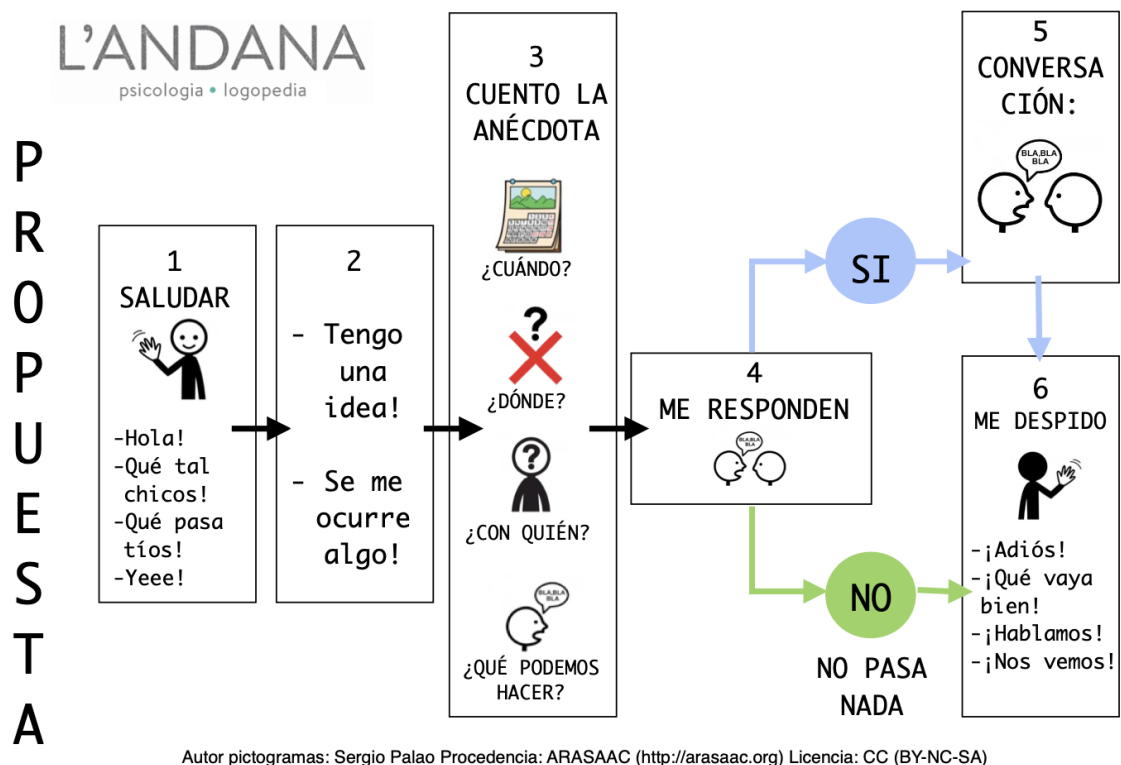 L'ANDANA
psicologia • logopedia
PROPUESTA
1
SALUDAR
-Hola!
-Qué tal
chicos!
-Qué pasa
tíos!
-Yeee!
2
- Tengo
una
idea!
- Se me
ocurre
algo!
3
CUENTO LA
ANÉCDOTA
¿CUÁNDO?
?
¿DÓNDE?
?
¿CON QUIÉN?
BLA,BLA
BLA
¿QUÉ PODEMOS
HACER?
4
ME RESPONDEN
BLA,BLA
BLA
SI
NO
NO PASA
NADA
5
CONVERSA
CIÓN:
BLA,BLA
BLA
6
ME DESPIDO
-¡Adiós!
-¡Qué vaya
bien!
-¡Hablamos!
-¡Nos vemos!
Autor pictogramas: Sergio Palao Procedencia: ARASAAC (http://arasaac.org) Licencia: CC (BY-NC-SA)